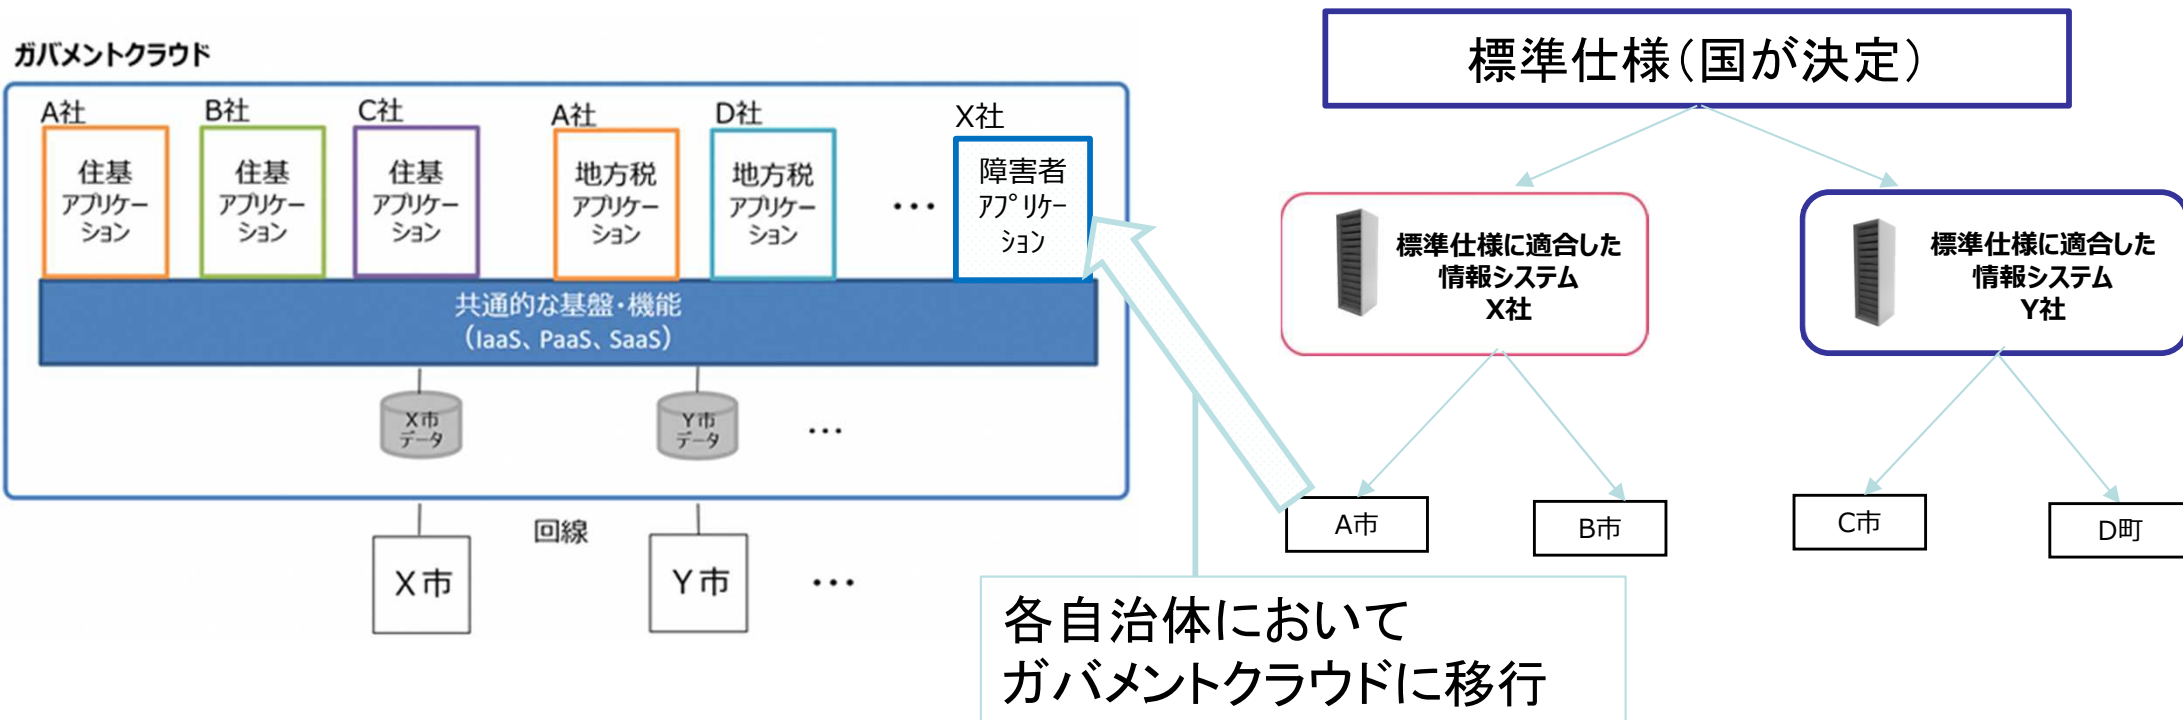 ガバメントクラウド
A社
住基
アプリケー
ション
B社
住基
アプリケー
ション
C社
住基
アプリケー
ション
A社
地方税
アプリケー
ション
D社
地方税
アプリケー
ション
・・・
X社
障害者
ｱﾌﾟﾘｹｰ
ｼｮﾝ
共通的な基盤・機能
（IaaS、PaaS、SaaS）
X市
データ
Y市
データ
・・・
回線
X市
Y市
・・・
標準仕様（国が決定）
標準仕様に適合した
情報システム
X社
標準仕様に適合した
情報システム
Y社
A市
B市
C市
D町
各自治体において
ガバメントクラウドに移行